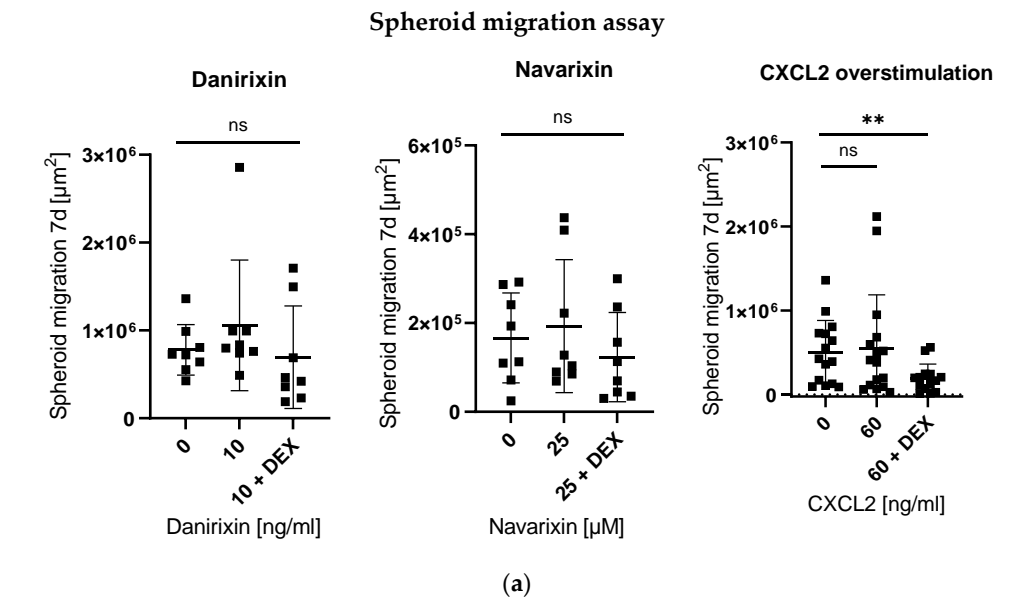 Spheroid migration assay
Danirixin
ns
Spheroid migration 7d [µm²]
3×10⁶
2×10⁶
1×10⁶
0
0
10
10 + DEX
Danirixin [ng/ml]
Navarixin
ns
Spheroid migration 7d [µm²]
6×10⁵
4×10⁵
2×10⁵
0
0
25
25 + DEX
Navarixin [µM]
CXCL2 overstimulation
**
ns
Spheroid migration 7d [µm²]
3×10⁶
2×10⁶
1×10⁶
0
0
60
60 + DEX
CXCL2 [ng/ml]
(a)